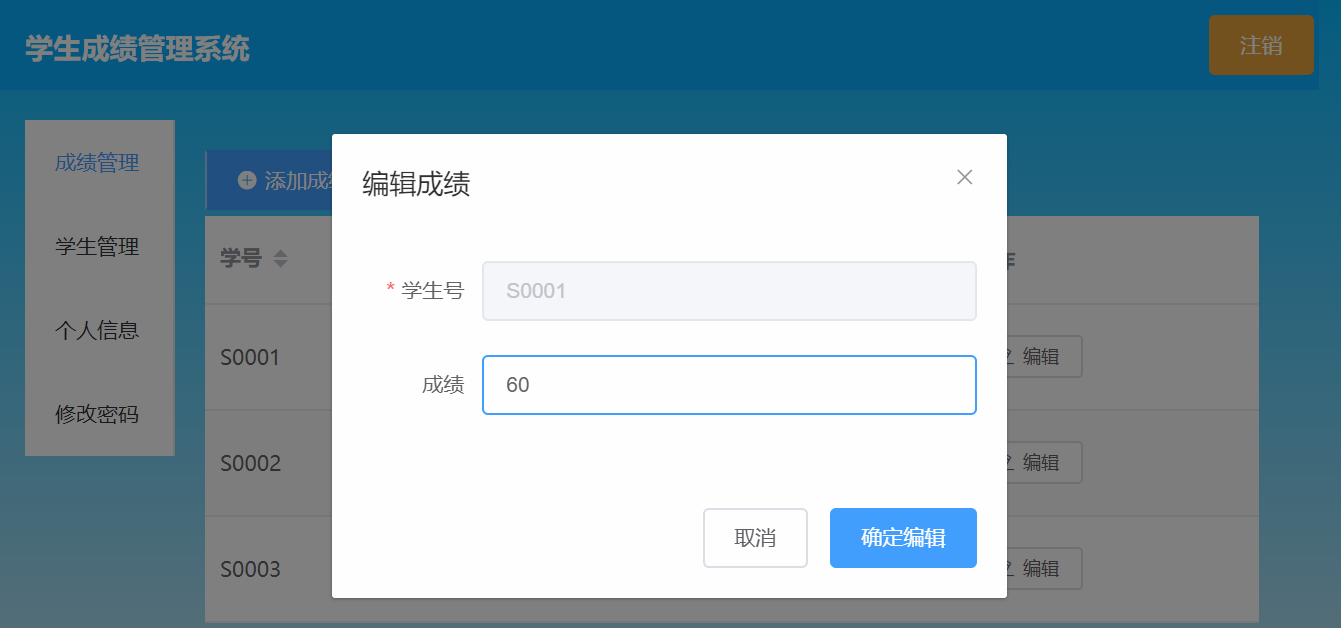 学生成绩管理系统
注销
成绩管理
学生管理
个人信息
修改密码
添加成
学号
编辑成绩
* 学生号
S0001
成绩
60
取消
确定编辑
S0001
编辑
S0002
编辑
S0003
编辑